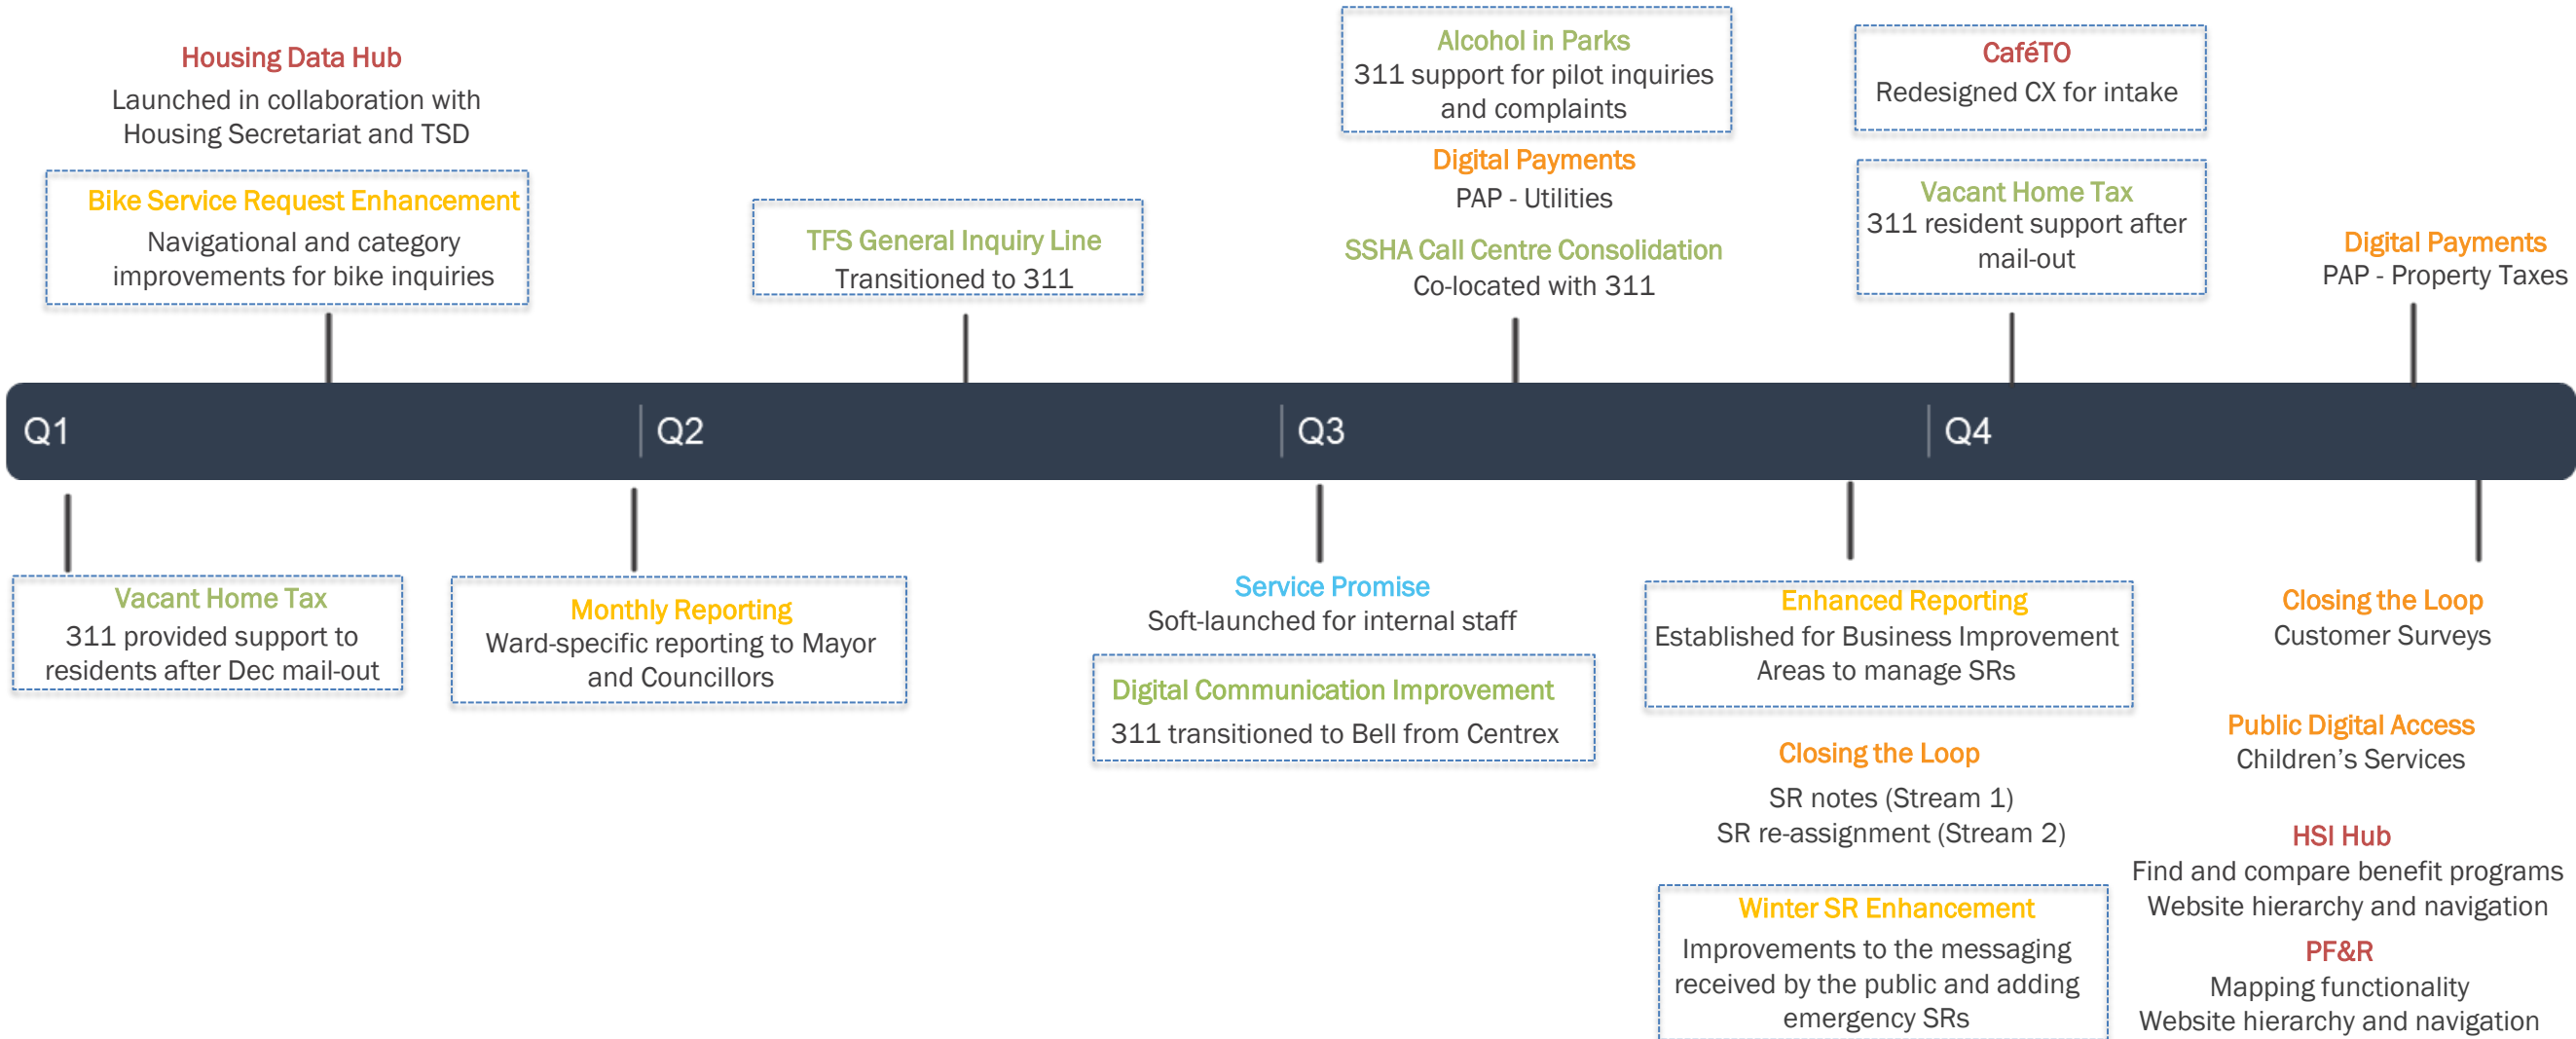 Housing Data Hub
Launched in collaboration with
Housing Secretariat and TSD
Bike Service Request Enhancement
Navigational and category
improvements for bike inquiries
TFS General Inquiry Line
Transitioned to 311
Alcohol in Parks
311 support for pilot inquiries
and complaints
Digital Payments
PAP - Utilities
SSHA Call Centre Consolidation
Co-located with 311
CaféTO
Redesigned CX for intake
Vacant Home Tax
311 resident support after
mail-out
Digital Payments
PAP - Property Taxes
Q1
Q2
Q3
Q4
Vacant Home Tax
311 provided support to
residents after Dec mail-out
Monthly Reporting
Ward-specific reporting to Mayor
and Councillors
Service Promise
Soft-launched for internal staff
Digital Communication Improvement
311 transitioned to Bell from Centrex
Enhanced Reporting
Established for Business Improvement
Areas to manage SRs
Closing the Loop
SR notes (Stream 1)
SR re-assignment (Stream 2)
Winter SR Enhancement
Improvements to the messaging
received by the public and adding
emergency SRs
Closing the Loop
Customer Surveys
Public Digital Access
Children’s Services
HSI Hub
Find and compare benefit programs
Website hierarchy and navigation
PF&R
Mapping functionality
Website hierarchy and navigation